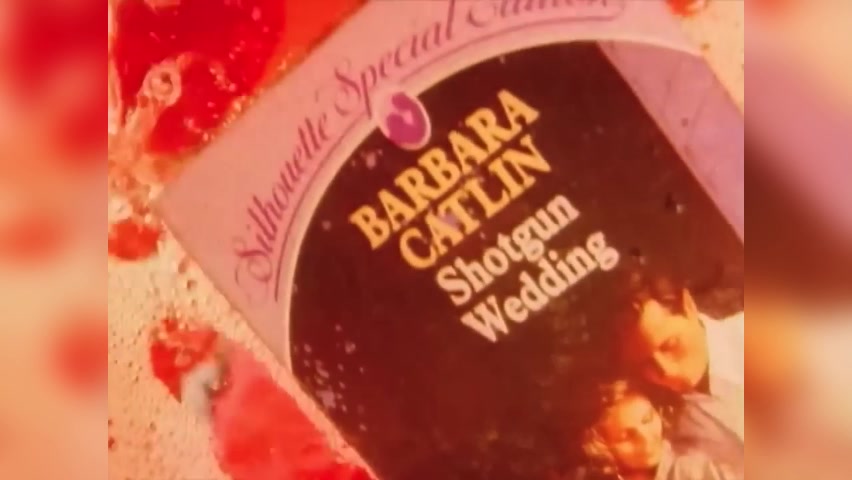 Silhouette Special Edition
BARBARA
CATLIN
Shotgun
Wedding